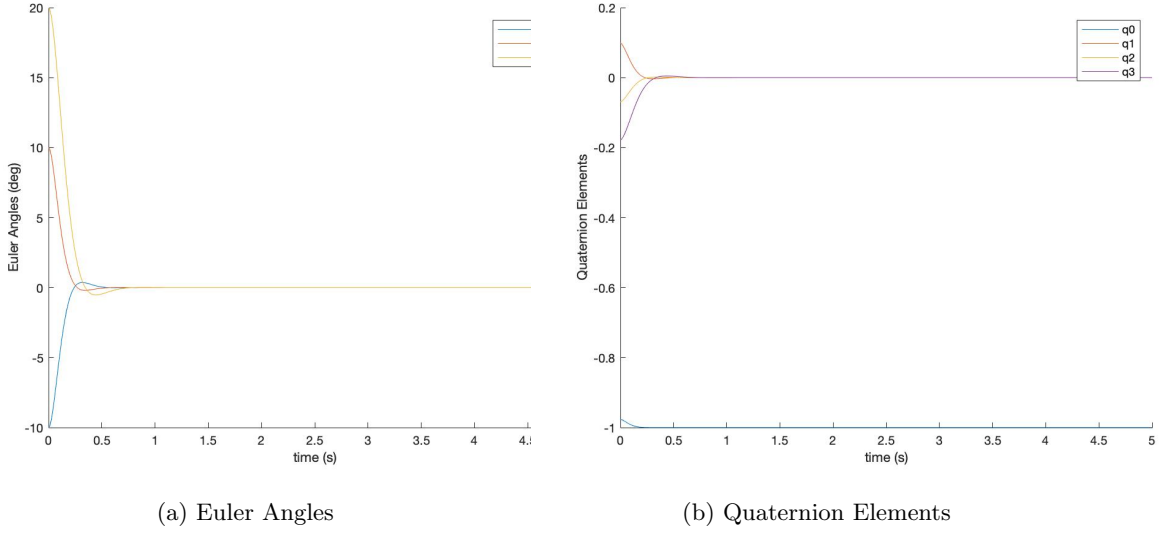 20
15
10
5
0
-5
-10
Euler Angles (deg)
0 0.5 1 1.5 2 2.5 3 3.5 4 4.5
time (s)
(a) Euler Angles
0.2
0
-0.2
-0.4
-0.6
-0.8
-1
Quaternion Elements
q0
q1
q2
q3
0 0.5 1 1.5 2 2.5 3 3.5 4 4.5 5
time (s)
(b) Quaternion Elements